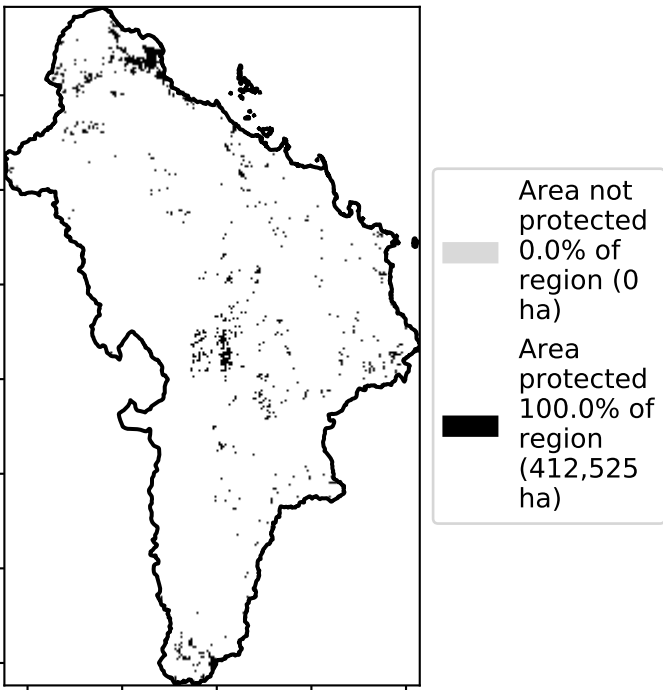 Area not
protected
0.0% of
region (0
ha)
Area
protected
100.0% of
region
(412,525
ha)